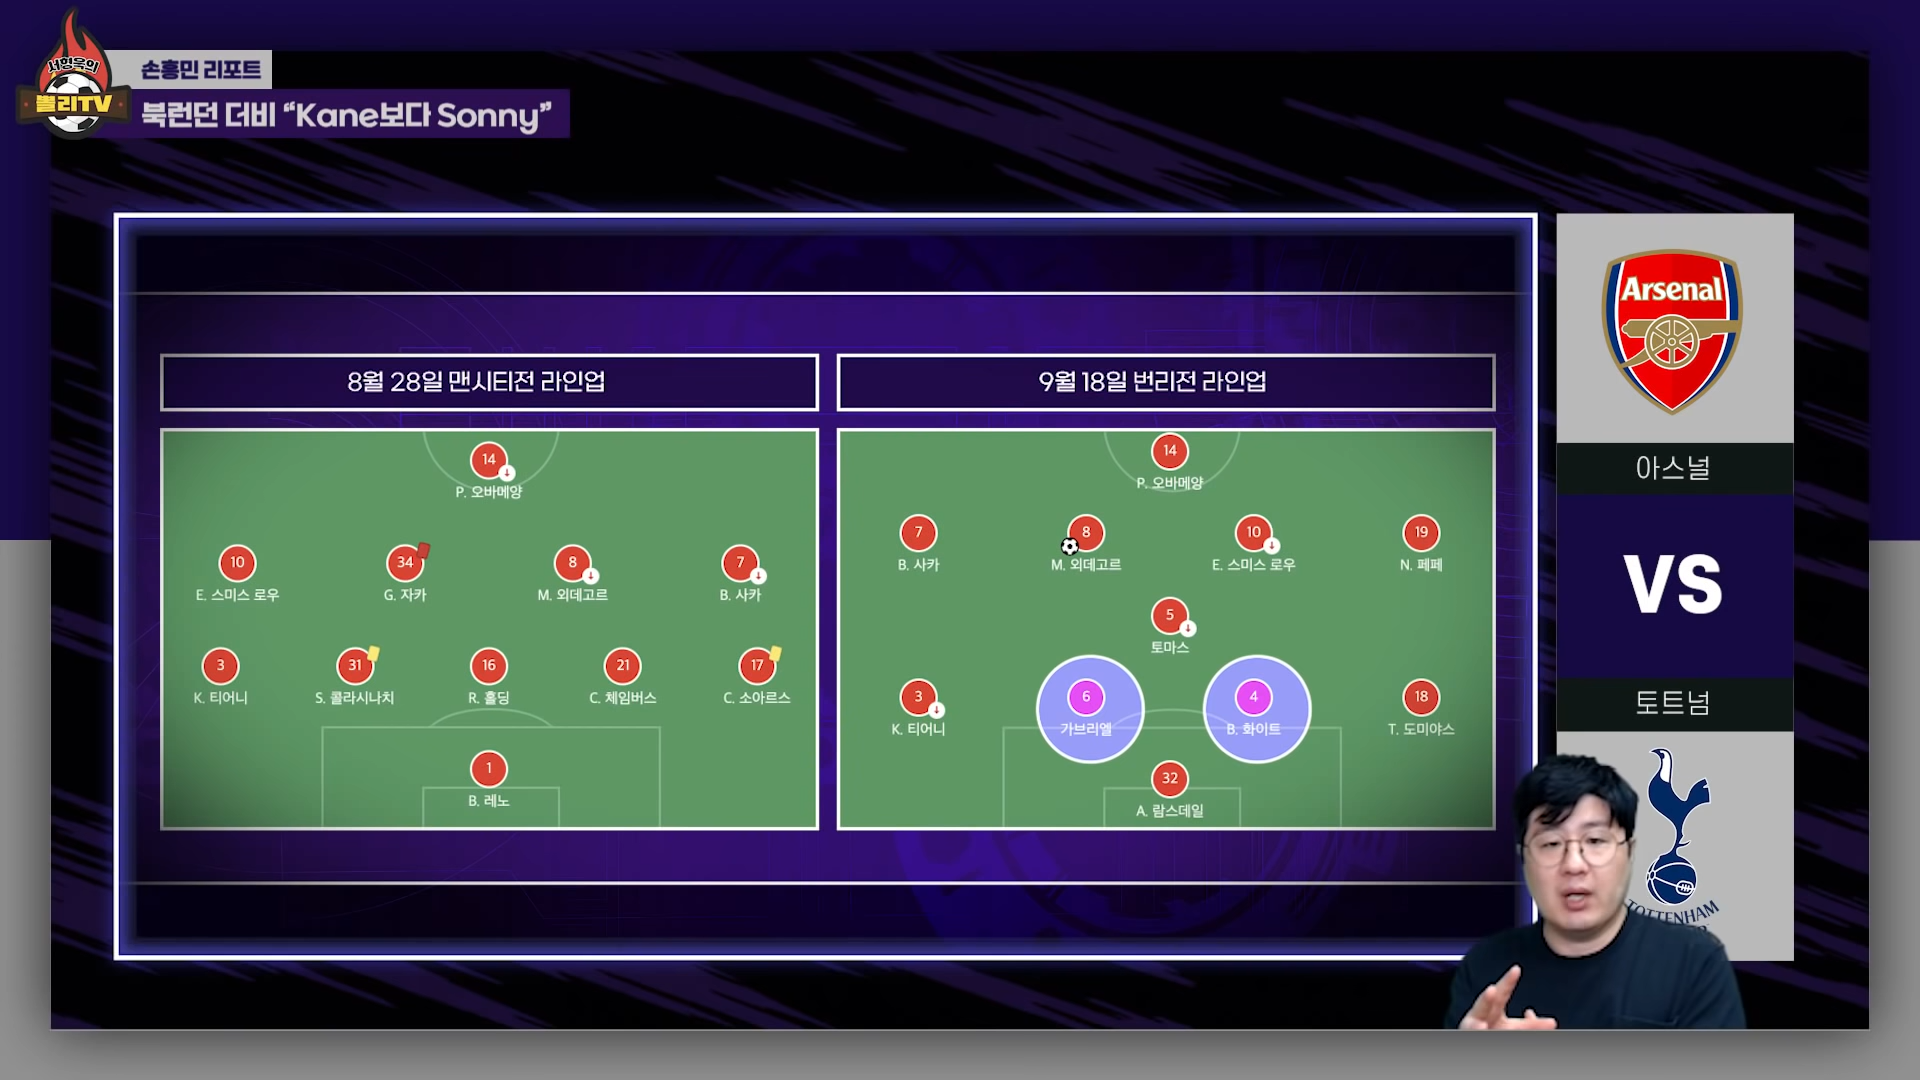 서형욱의
뽈리TV
손흥민 리포트
북런던 더비 “Kane보다 Sonny”
8월 28일 맨시티전 라인업
14
P. 오바메양
10
E. 스미스 로우
34
G. 자카
8
M. 외데고르
7
B. 사카
3
K. 티어니
31
S. 콜라시나치
16
R. 홀딩
21
C. 체임버스
17
C. 소아르스
1
B. 레노
9월 18일 번리전 라인업
14
P. 오바메양
7
B. 사카
8
M. 외데고르
10
E. 스미스 로우
19
N. 페페
5
토마스
3
K. 티어니
6
가브리엘
4
B. 화이트
18
T. 도미야스
32
A. 람스데일
Arsenal
아스널
VS
토트넘
TOTTENHAM